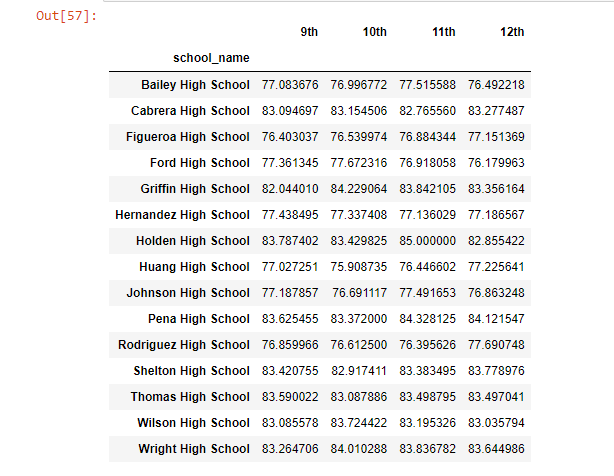 Out[57]:
9th 10th 11th 12th
school_name
Bailey High School 77.083676 76.996772 77.515588 76.492218
Cabrera High School 83.094697 83.154506 82.765560 83.277487
Figueroa High School 76.403037 76.539974 76.884344 77.151369
Ford High School 77.361345 77.672316 76.918058 76.179963
Griffin High School 82.044010 84.229064 83.842105 83.356164
Hernandez High School 77.438495 77.337408 77.136029 77.186567
Holden High School 83.787402 83.429825 85.000000 82.855422
Huang High School 77.027251 75.908735 76.446602 77.225641
Johnson High School 77.187857 76.691117 77.491653 76.863248
Pena High School 83.625455 83.372000 84.328125 84.121547
Rodriguez High School 76.859966 76.612500 76.395626 77.690748
Shelton High School 83.420755 82.917411 83.383495 83.778976
Thomas High School 83.590022 83.087886 83.498795 83.497041
Wilson High School 83.085578 83.724422 83.195326 83.035794
Wright High School 83.264706 84.010288 83.836782 83.644986